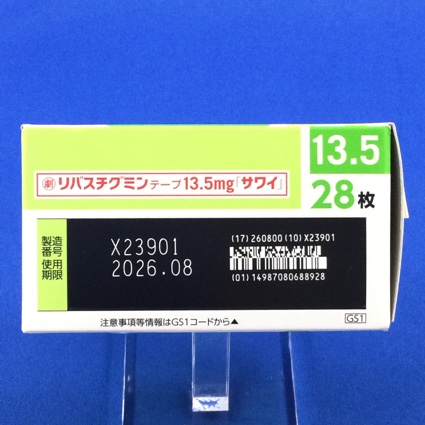 劇 リバスチグミンテープ13.5mg「サワイ」
13.5
28枚
製造番号 X23901
使用期限 2026.08
(17) 260800 (10) X23901
(01) 14987080688928
注意事項等情報はGS1コードから▲
GS1